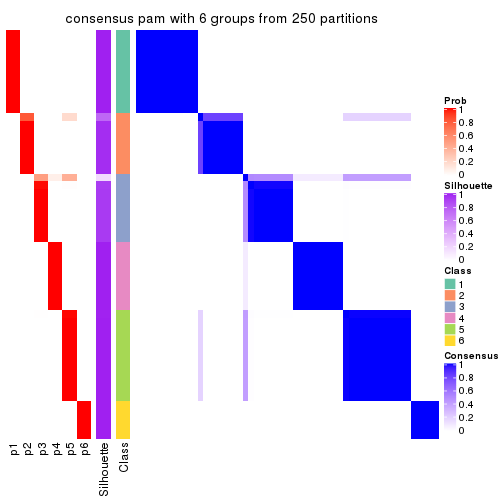 consensus pam with 6 groups from 250 partitions
Prob
1
0.8
0.6
0.4
0.2
0
Silhouette
1
0.8
0.6
0.4
0.2
0
Class
1
2
3
4
5
6
Consensus
1
0.8
0.6
0.4
0.2
0
p1
p2
p3
p4
p5
p6
Silhouette
Class